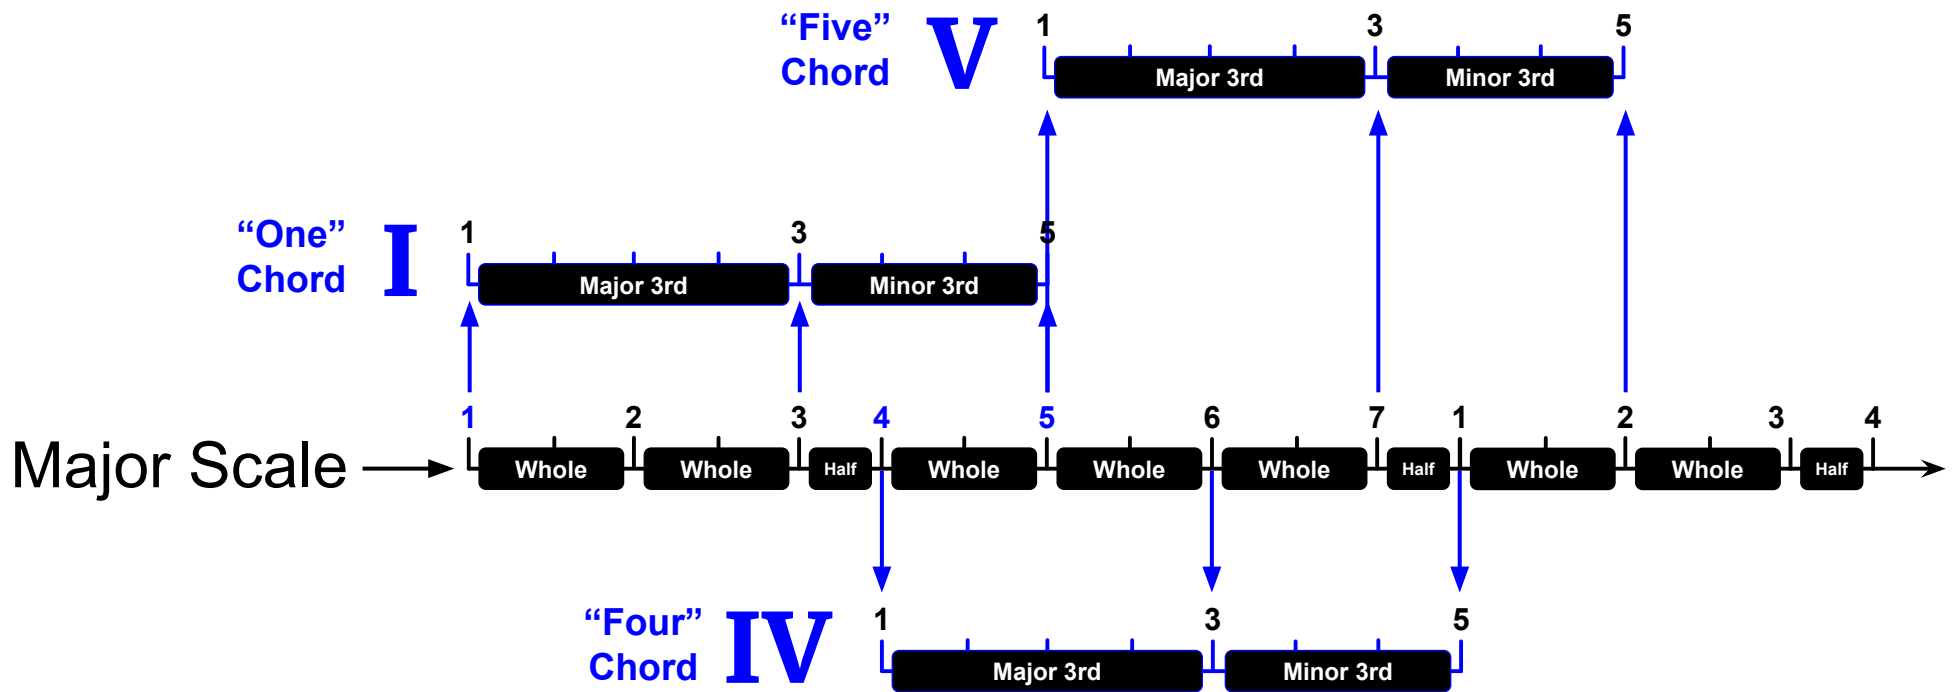 “Five”
Chord
V
1 3 5
Major 3rd Minor 3rd
“One”
Chord
I
1 3 5
Major 3rd Minor 3rd
1 2 3 4 5 6 7 1 2 3 4
Major Scale
Whole Whole Half Whole Whole Whole Half Whole Whole Half
“Four”
Chord
IV
1 3 5
Major 3rd Minor 3rd